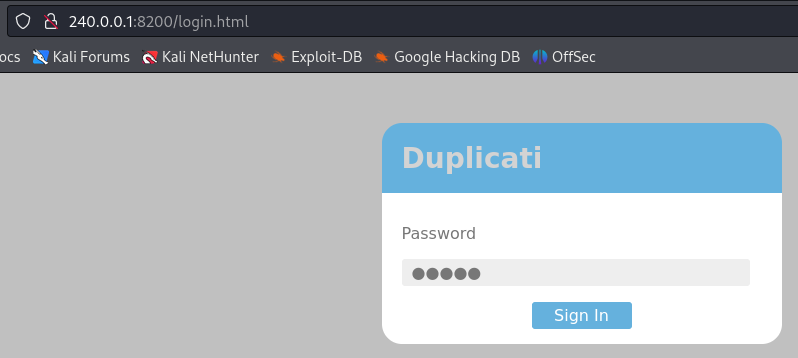 240.0.0.1:8200/login.html
ocs Kali Forums Kali NetHunter Exploit-DB Google Hacking DB OffSec
Duplicati
Password
●●●●●
Sign In